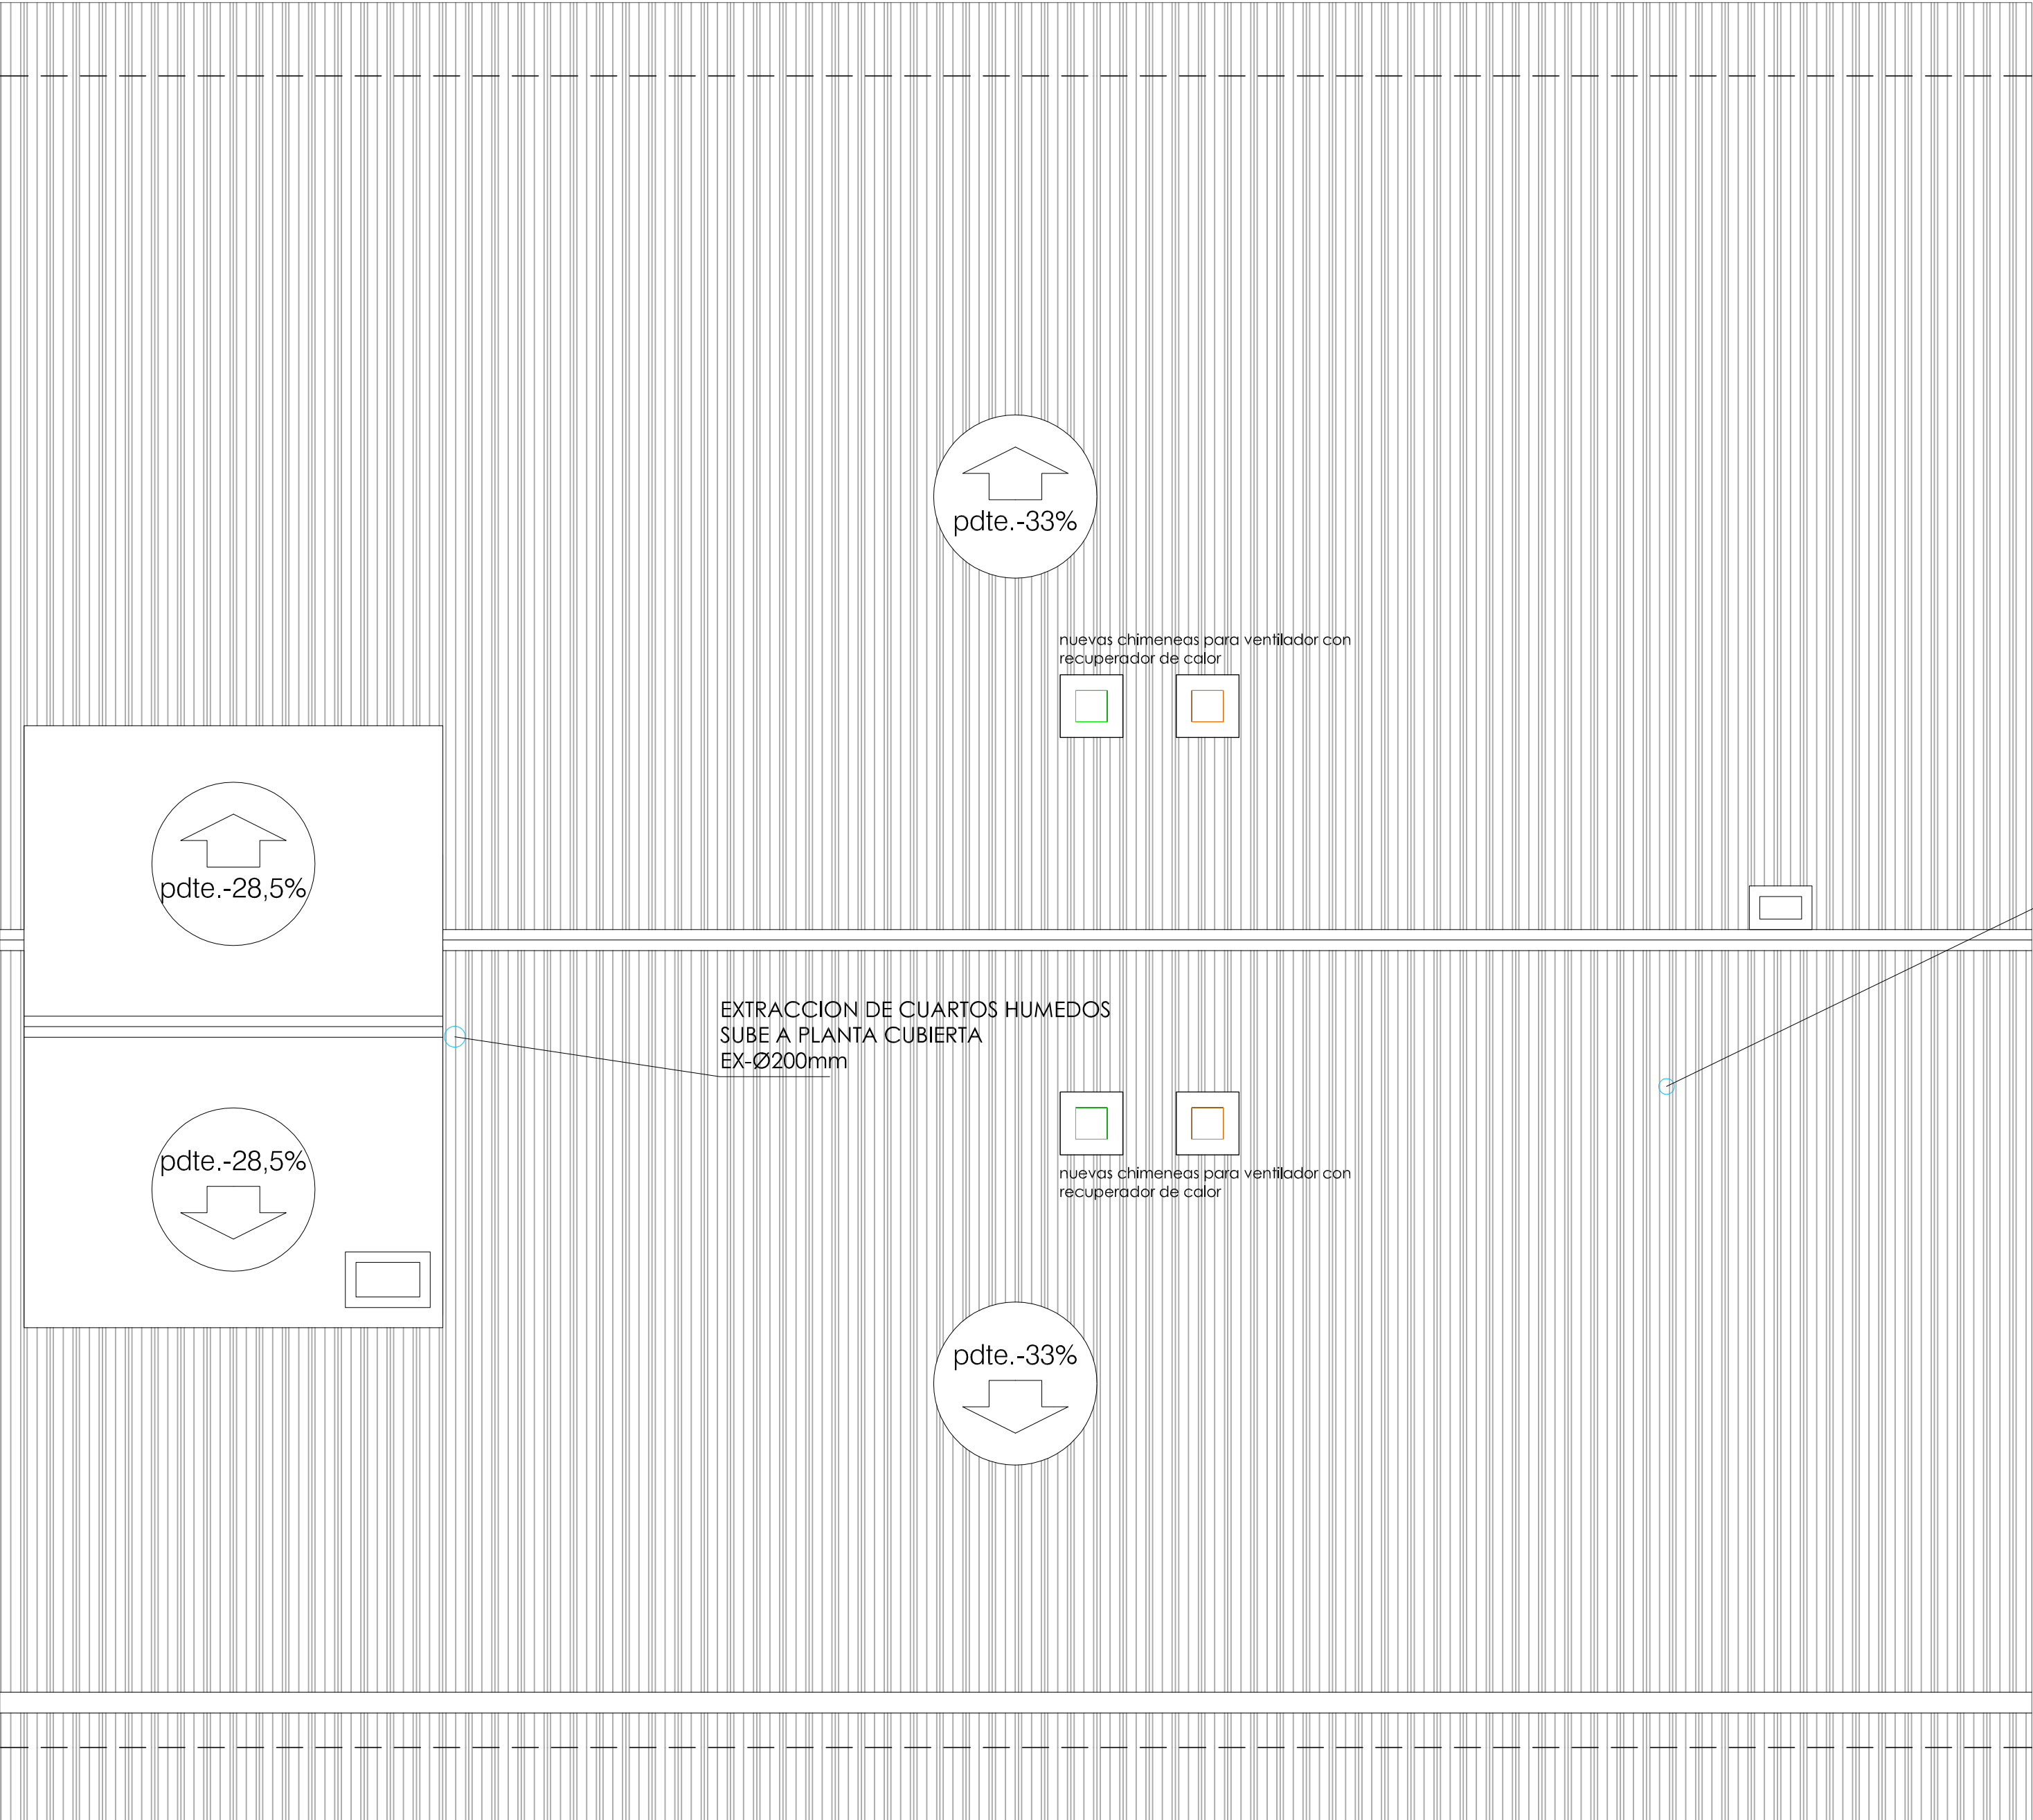 pdte.-33%
nuevas chimeneas para ventilador con
recuperador de calor
pdte.-28,5%
EXTRACCION DE CUARTOS HUMEDOS
SUBE A PLANTA CUBIERTA
EX-Ø200mm
pdte.-28,5%
nuevas chimeneas para ventilador con
recuperador de calor
pdte.-33%